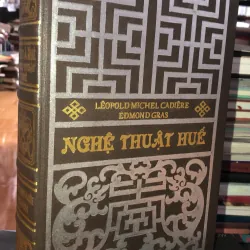 LÉOPOLD MICHEL CADIÈRE
EDMOND GRAS
NGHỆ THUẬT HUẾ